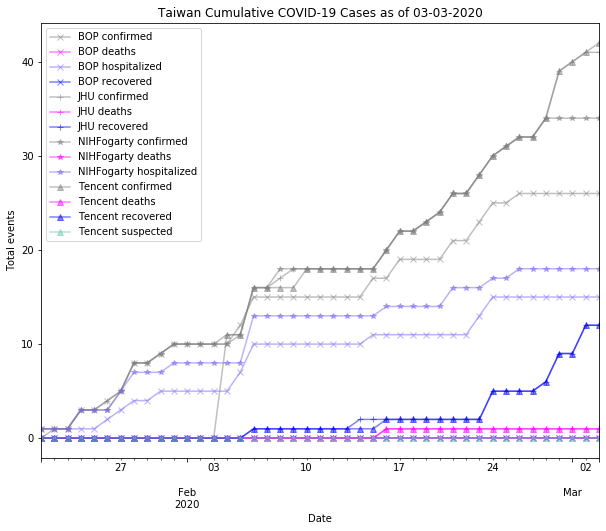 Taiwan Cumulative COVID-19 Cases as of 03-03-2020
BOP confirmed
BOP deaths
BOP hospitalized
BOP recovered
JHU confirmed
JHU deaths
JHU recovered
NIHFogarty confirmed
NIHFogarty deaths
NIHFogarty hospitalized
Tencent confirmed
Tencent deaths
Tencent recovered
Tencent suspected
Total events
40
30
20
10
0
27 03 10 17 24 02
Feb Mar
2020
Date